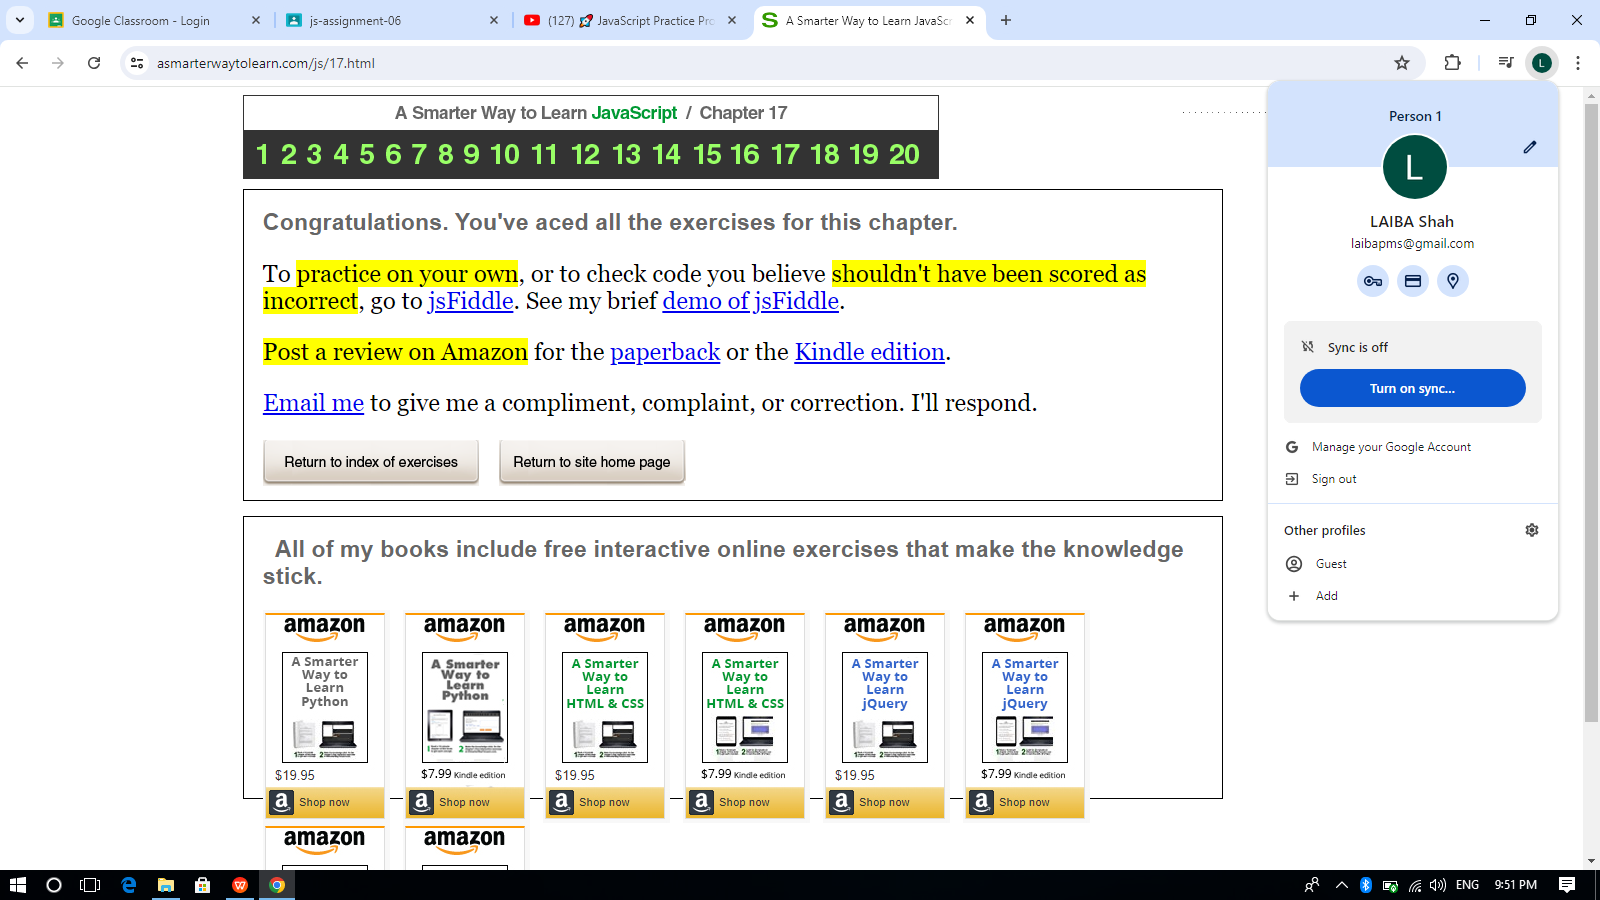 Google Classroom - Login
js-assignment-06
(127) 🚀 JavaScript Practice Pro
A Smarter Way to Learn JavaSc
asmarterwaytolearn.com/js/17.html
L
A Smarter Way to Learn JavaScript / Chapter 17
1 2 3 4 5 6 7 8 9 10 11 12 13 14 15 16 17 18 19 20
Congratulations. You've aced all the exercises for this chapter.
To practice on your own, or to check code you believe shouldn't have been scored as
incorrect, go to jsFiddle. See my brief demo of jsFiddle.
Post a review on Amazon for the paperback or the Kindle edition.
Email me to give me a compliment, complaint, or correction. I'll respond.
Return to index of exercises
Return to site home page
All of my books include free interactive online exercises that make the knowledge
stick.
amazon
A Smarter
Way to
Learn
Python
$19.95
Shop now
amazon
A Smarter
Way to
Learn
Python
$7.99 Kindle edition
Shop now
amazon
A Smarter
Way to
Learn
HTML & CSS
$19.95
Shop now
amazon
A Smarter
Way to
Learn
HTML & CSS
$7.99 Kindle edition
Shop now
amazon
A Smarter
Way to
Learn
jQuery
$19.95
Shop now
amazon
A Smarter
Way to
Learn
jQuery
$7.99 Kindle edition
Shop now
amazon
amazon
Person 1
L
LAIBA Shah
laibapms@gmail.com
Sync is off
Turn on sync...
Manage your Google Account
Sign out
Other profiles
Guest
Add
ENG
9:51 PM